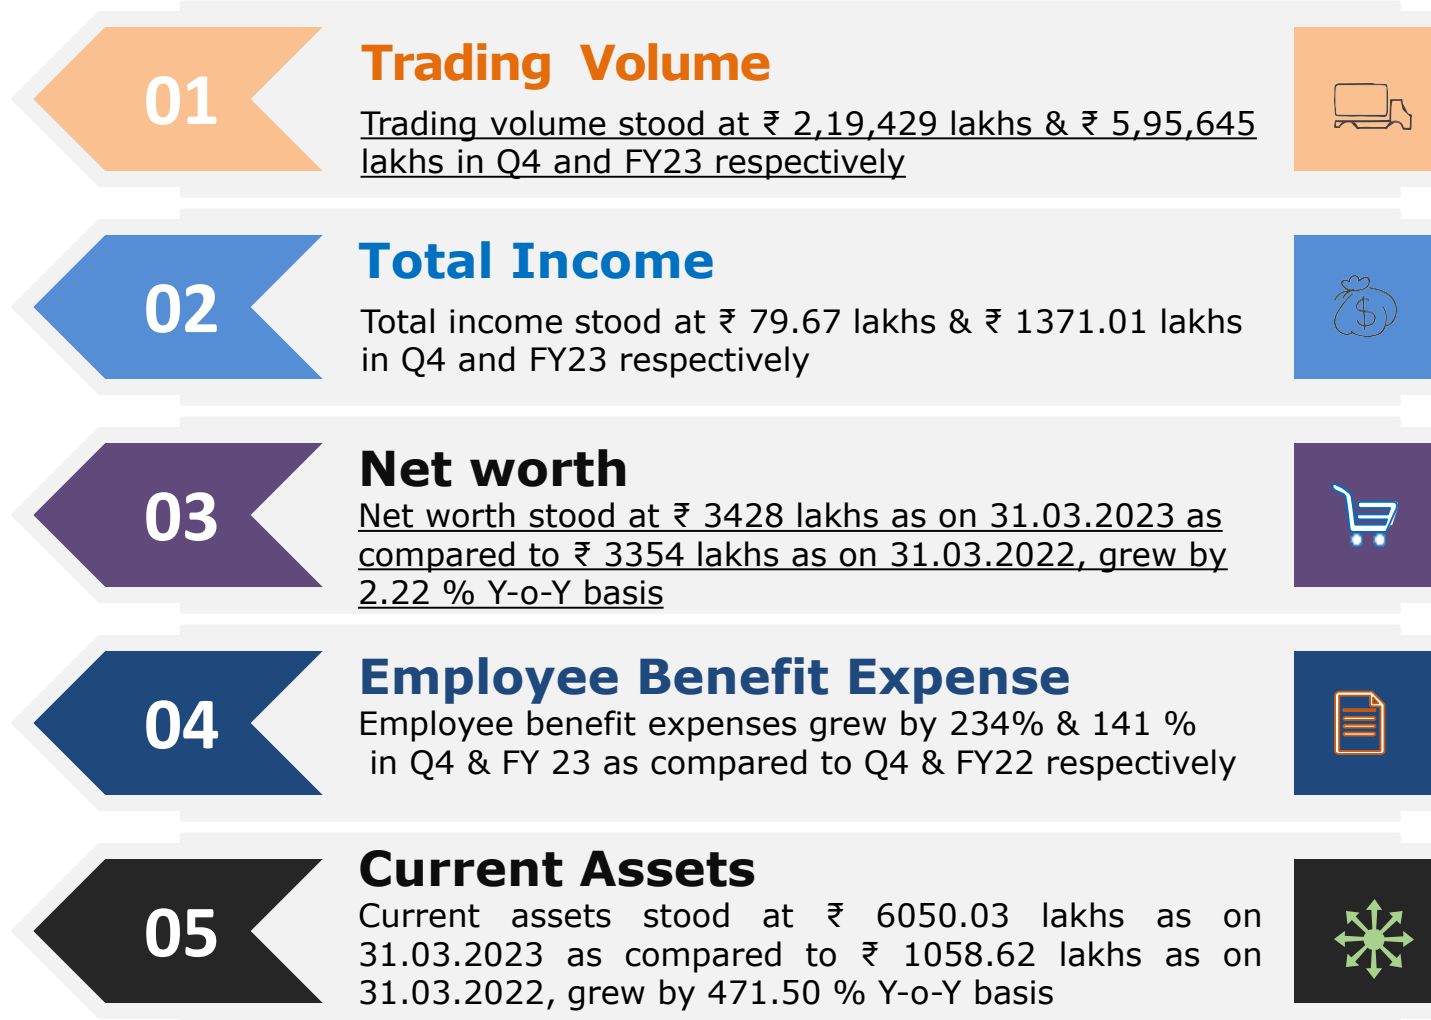 01
Trading Volume
Trading volume stood at ₹ 2,19,429 lakhs & ₹ 5,95,645
lakhs in Q4 and FY23 respectively
02
Total Income
Total income stood at ₹ 79.67 lakhs & ₹ 1371.01 lakhs
in Q4 and FY23 respectively
03
Net worth
Net worth stood at ₹ 3428 lakhs as on 31.03.2023 as
compared to ₹ 3354 lakhs as on 31.03.2022, grew by
2.22 % Y-o-Y basis
04
Employee Benefit Expense
Employee benefit expenses grew by 234% & 141 %
in Q4 & FY 23 as compared to Q4 & FY22 respectively
05
Current Assets
Current assets stood at ₹ 6050.03 lakhs as on
31.03.2023 as compared to ₹ 1058.62 lakhs as on
31.03.2022, grew by 471.50 % Y-o-Y basis